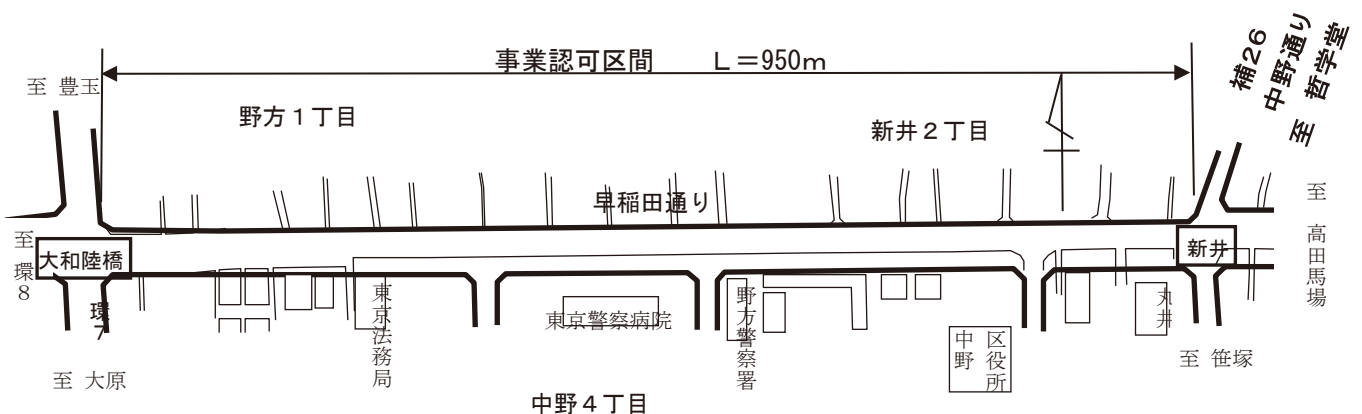 事業認可区間 L=950m
補26
中野通り
至 哲学堂
至 豊玉
野方1丁目
新井2丁目
早稲田通り
至 環8
大和陸橋
新井
至 高田馬場
環7
東京法務局
東京警察病院
野方警察署
中野区役所
丸井
至 大原
至 笹塚
中野4丁目